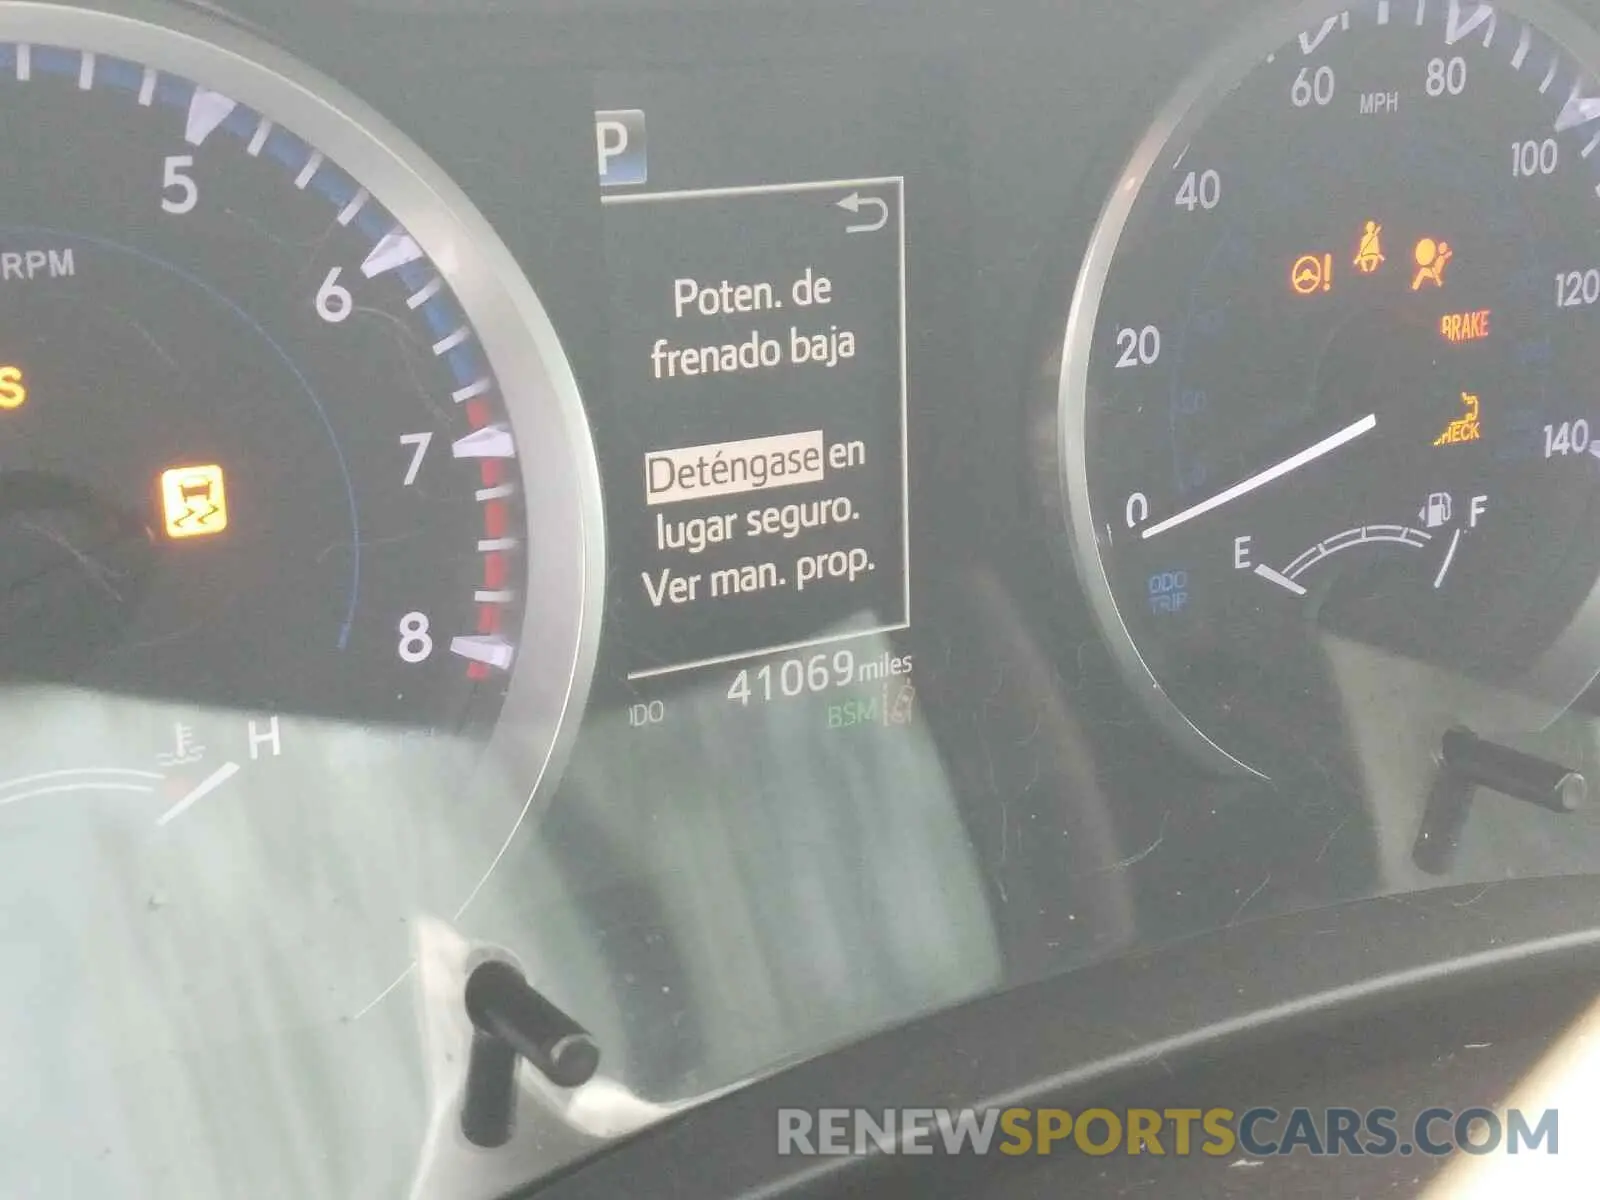 5
RPM
6
S
7
8
H
P
Poten. de
frenado baja
Deténgase en
lugar seguro.
Ver man. prop.
41069 miles
BSM
60
MPH
80
40
100
120
BRAKE
20
CHECK
140
0
E
F
ODO
TRIP
RENEWSPORTSCARS.COM